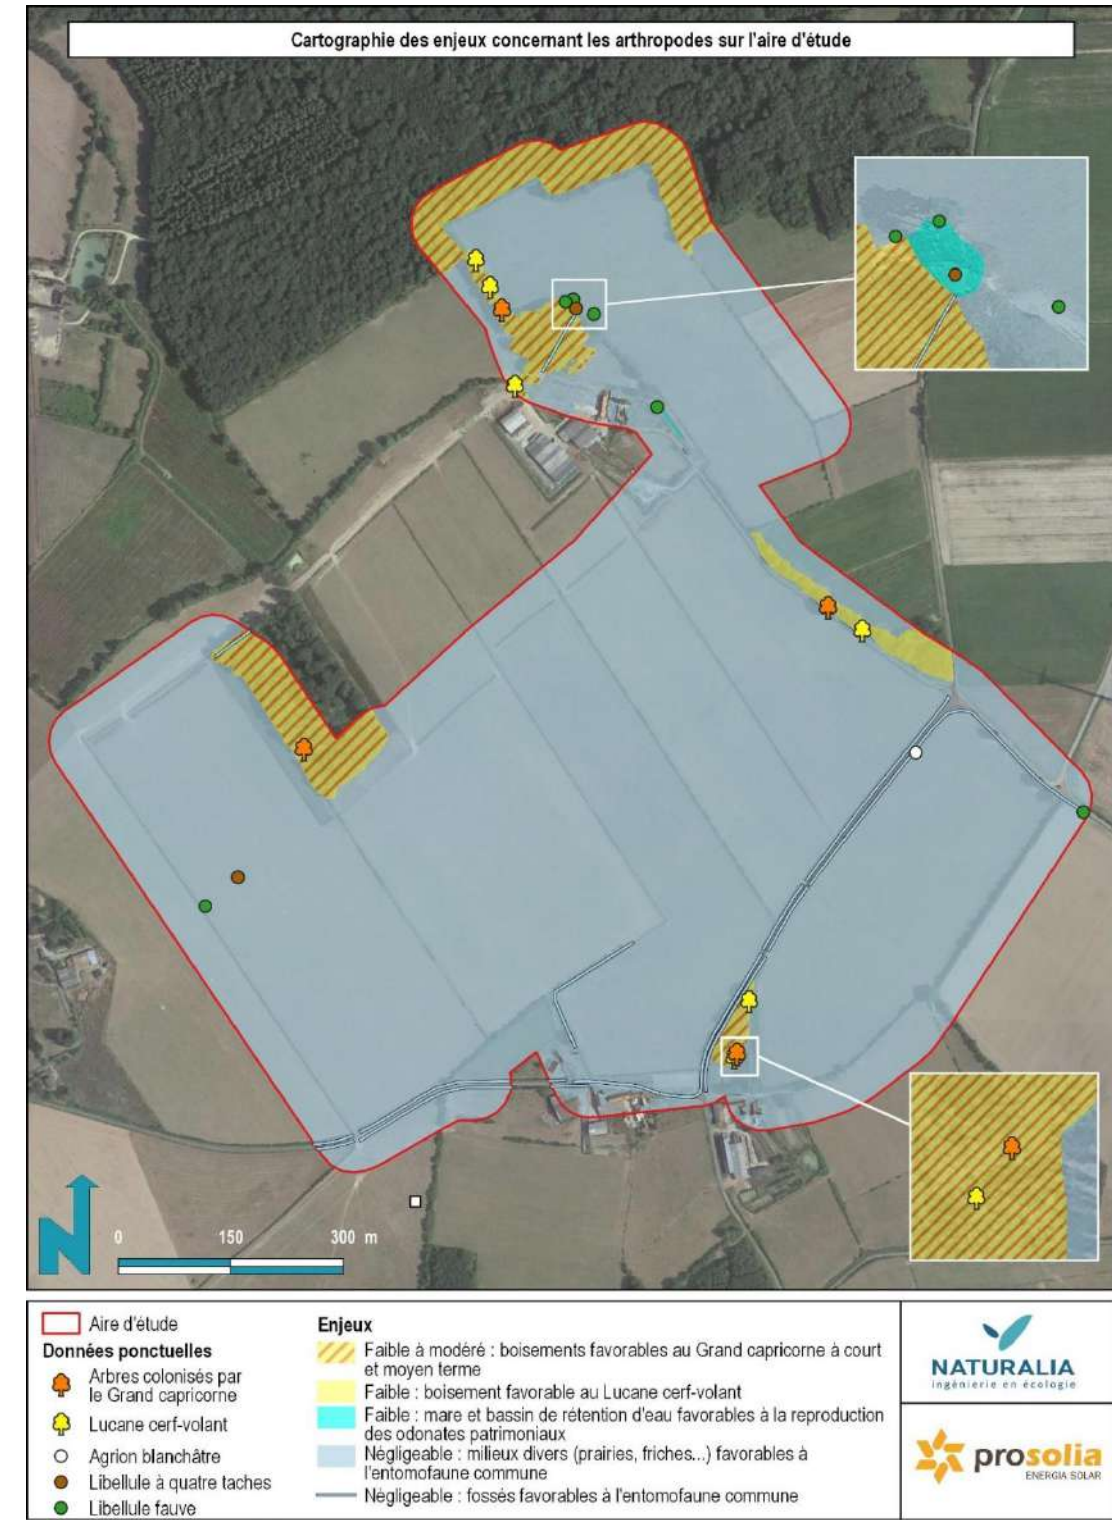 Cartographie des enjeux concernant les arthropodes sur l'aire d'étude
0 150 300 m
Aire d'étude
Données ponctuelles
Arbres colonisés par
le Grand capricorne
Lucane cerf-volant
Agrion blanchâtre
Libellule à quatre taches
Libellule fauve
Enjeux
Faible à modéré : boisements favorables au Grand capricorne à court
et moyen terme
Faible : boisement favorable au Lucane cerf-volant
Faible : mare et bassin de rétention d'eau favorables à la reproduction
des odonates patrimoniaux
Négligeable : milieux divers (prairies, friches...) favorables à
l'entomofaune commune
Négligeable : fossés favorables à l'entomofaune commune
NATURALIA
ingénierie en écologie
prosolia
ENERGIA SOLAR